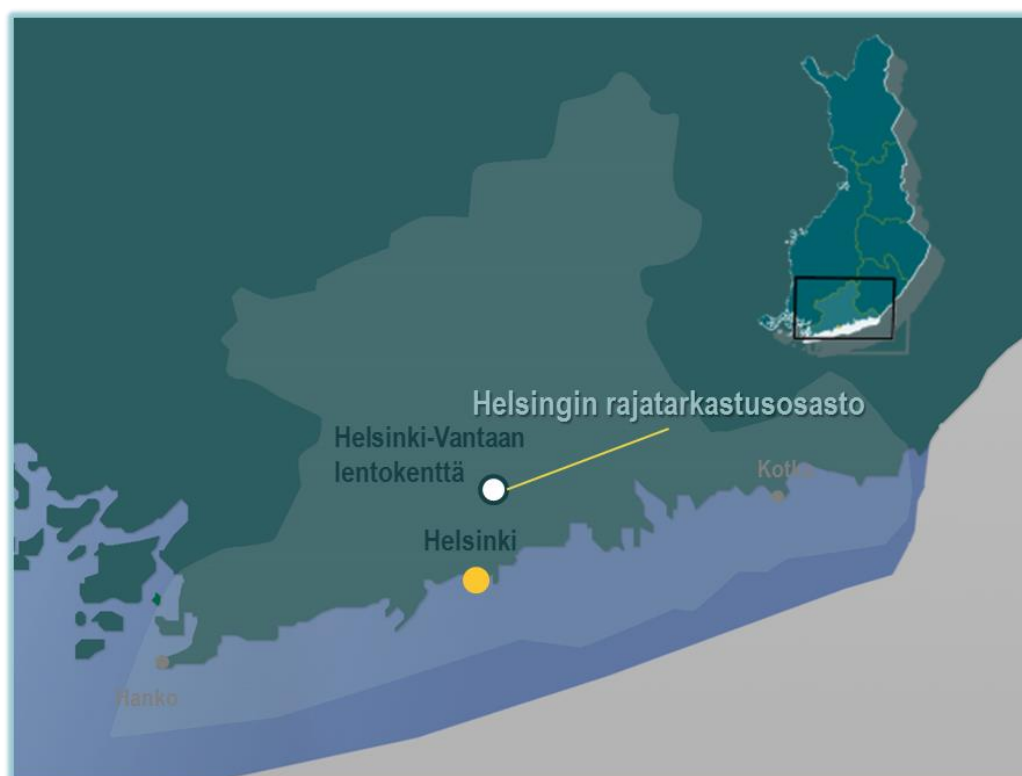 Helsingin rajatarkastusosasto
Helsinki-Vantaan
lentokenttä
Kotka
Helsinki
Hanko